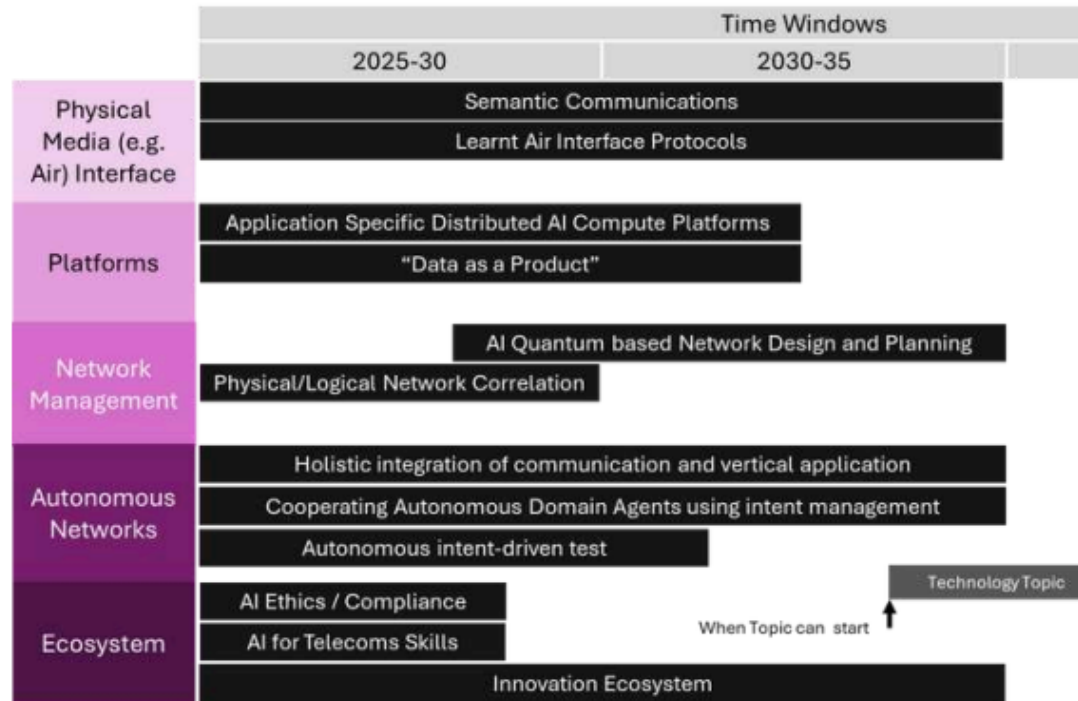 Time Windows
2025-30
2030-35
Physical
Media (e.g.
Air) Interface
Semantic Communications
Learnt Air Interface Protocols
Platforms
Application Specific Distributed AI Compute Platforms
“Data as a Product”
Network
Management
AI Quantum based Network Design and Planning
Physical/Logical Network Correlation
Autonomous
Networks
Holistic integration of communication and vertical application
Cooperating Autonomous Domain Agents using intent management
Autonomous intent-driven test
Technology Topic
When Topic can start
Ecosystem
AI Ethics / Compliance
AI for Telecoms Skills
Innovation Ecosystem